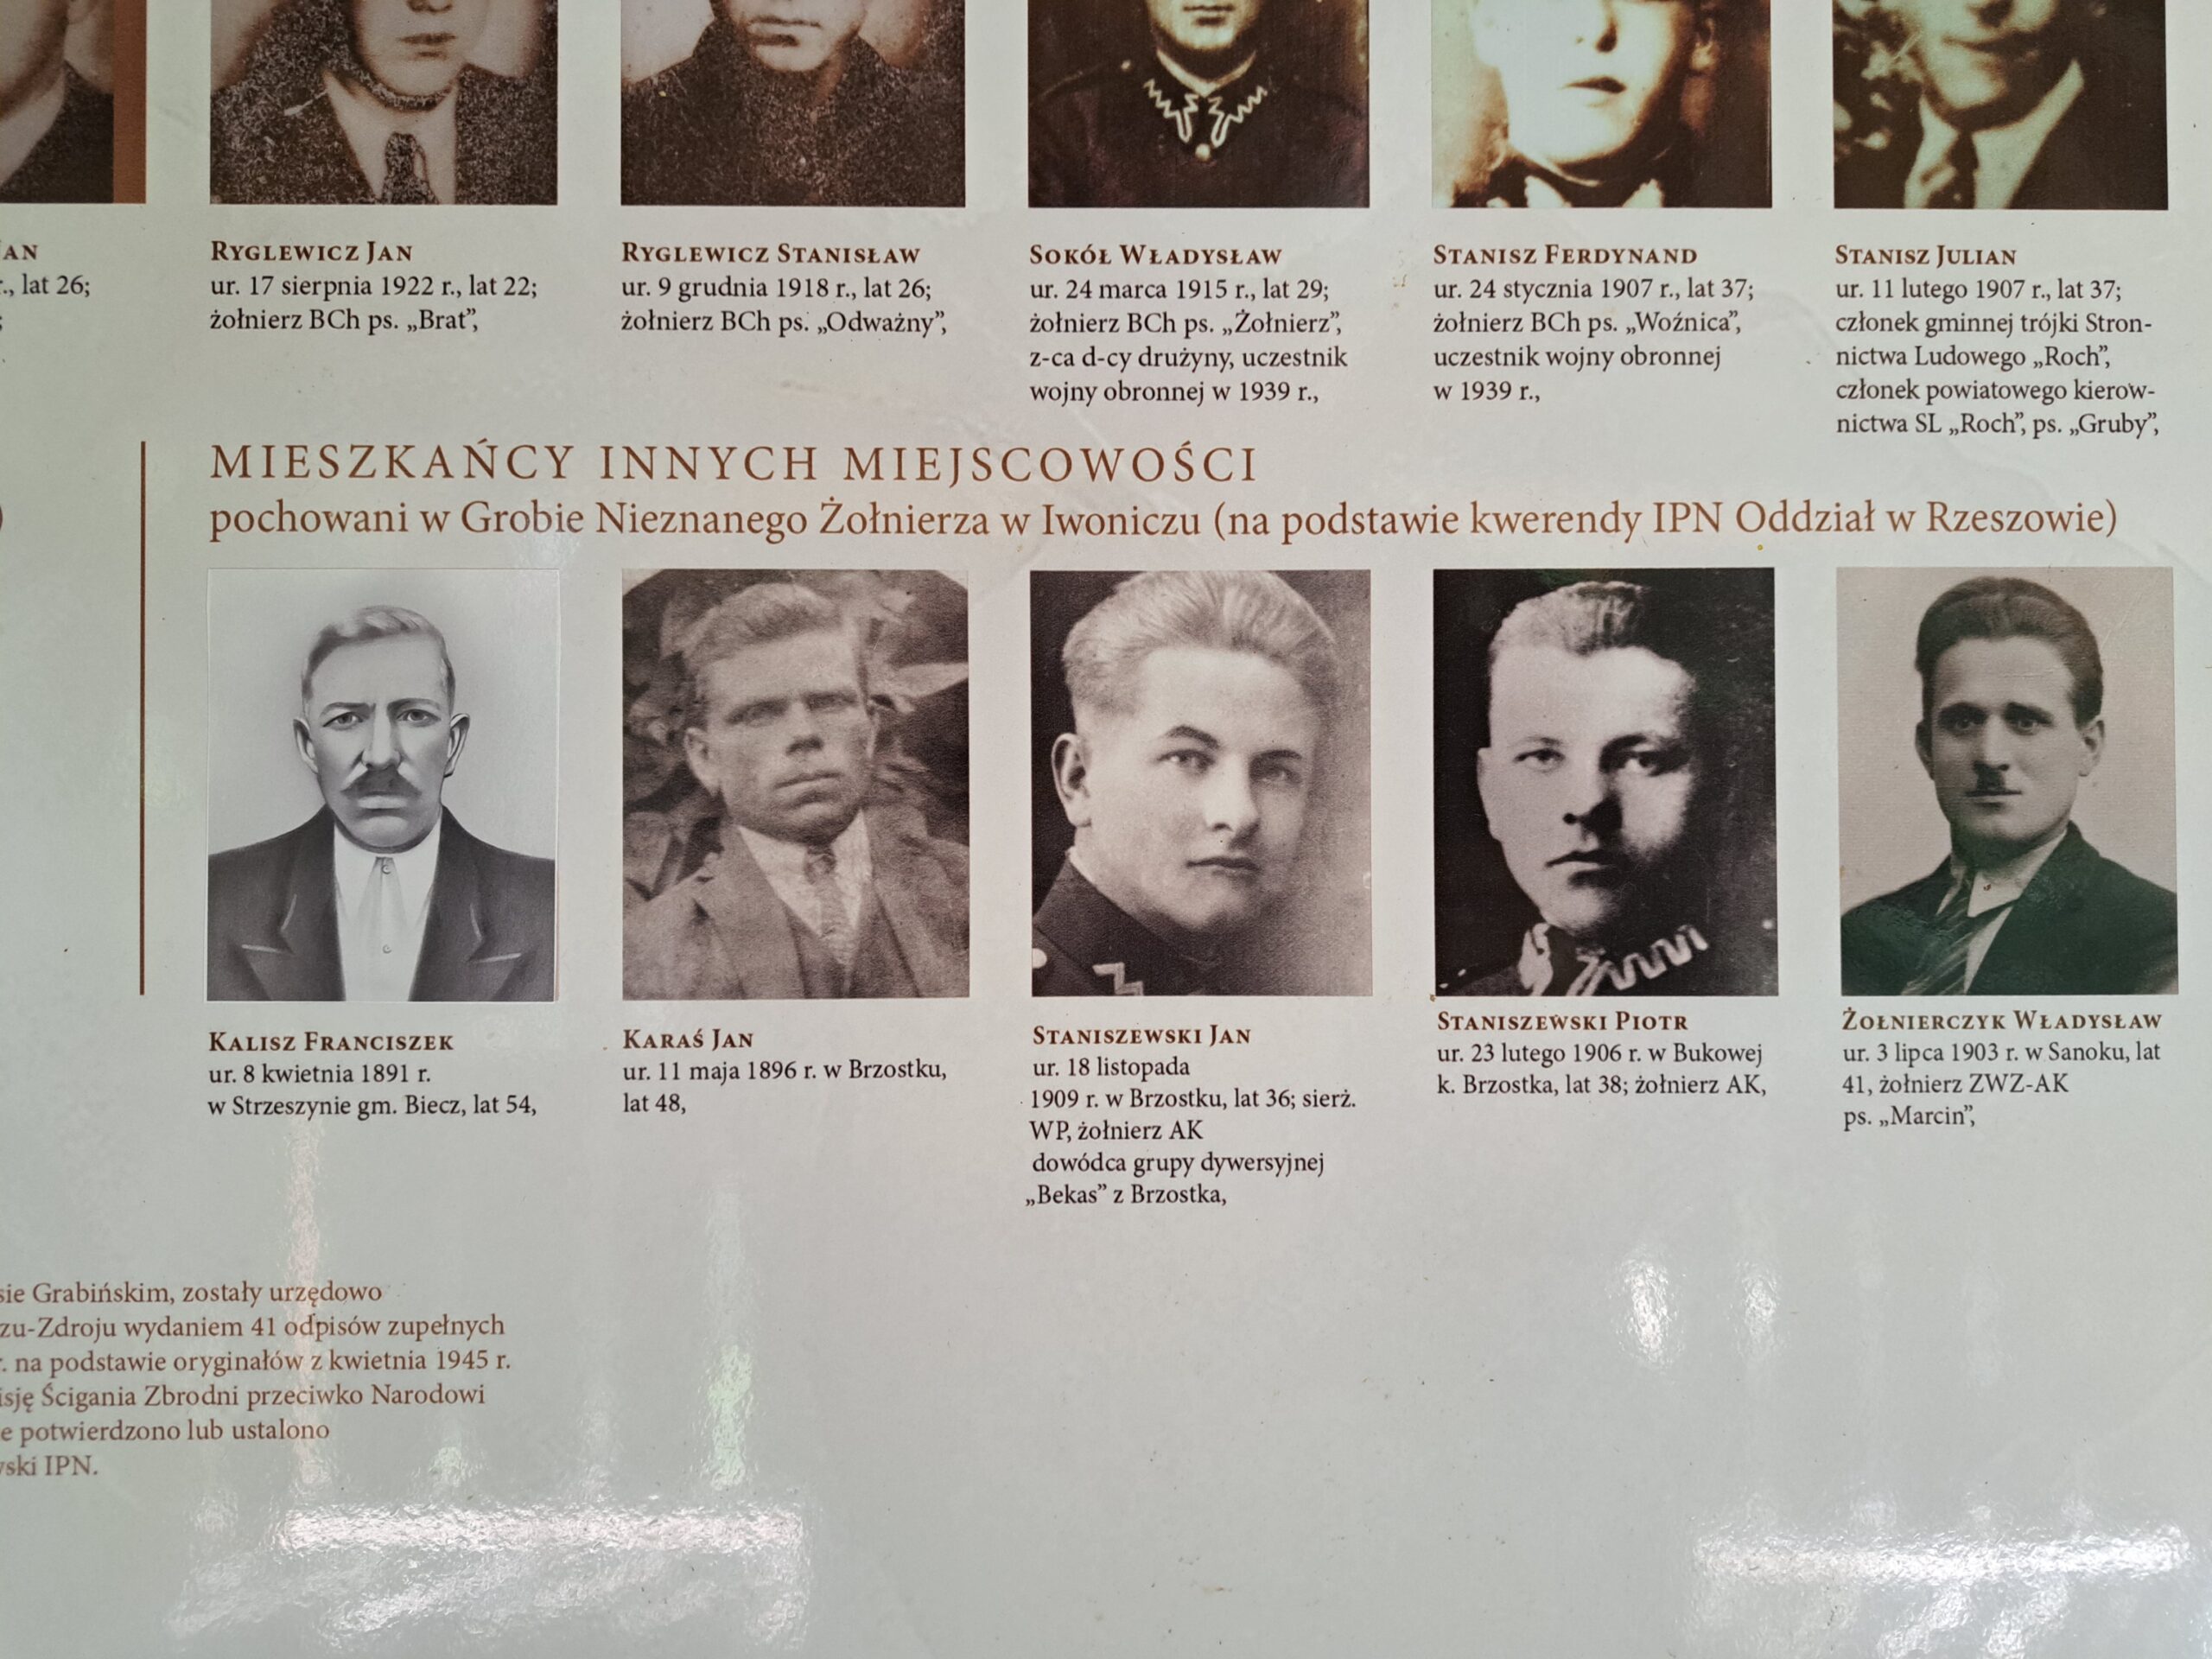 AN
r., lat 26;
;
RYGLEWICZ JAN
ur. 17 sierpnia 1922 r., lat 22;
żołnierz BCh ps. „Brat”,
RYGLEWICZ STANISŁAW
ur. 9 grudnia 1918 r., lat 26;
żołnierz BCh ps. „Odważny”,
SOKÓŁ WŁADYSŁAW
ur. 24 marca 1915 r., lat 29;
żołnierz BCh ps. „Żołnierz”,
z-ca d-cy drużyny, uczestnik
wojny obronnej w 1939 r.,
STANISZ FERDYNAND
ur. 24 stycznia 1907 r., lat 37;
żołnierz BCh ps. „Woźnica”,
uczestnik wojny obronnej
w 1939 r.,
STANISZ JULIAN
ur. 11 lutego 1907 r., lat 37;
członek gminnej trójki Stron-
nictwa Ludowego „Roch”,
członek powiatowego kierow-
nictwa SL „Roch”, ps. „Gruby”,
MIESZKAŃCY INNYCH MIEJSCOWOŚCI
pochowani w Grobie Nieznanego Żołnierza w Iwoniczu (na podstawie kwerendy IPN Oddział w Rzeszowie)
)
KALISZ FRANCISZEK
ur. 8 kwietnia 1891 r.
w Strzeszynie gm. Biecz, lat 54,
KARAŚ JAN
ur. 11 maja 1896 r. w Brzostku,
lat 48,
STANISZEWSKI JAN
ur. 18 listopada
1909 r. w Brzostku, lat 36; sierż.
WP, żołnierz AK
dowódca grupy dywersyjnej
„Bekas” z Brzostka,
STANISZEWSKI PIOTR
ur. 23 lutego 1906 r. w Bukowej
k. Brzostka, lat 38; żołnierz AK,
ŻOŁNIERCZYK WŁADYSŁAW
ur. 3 lipca 1903 r. w Sanoku, lat
41, żołnierz ZWZ-AK
ps. „Marcin”,
sie Grabińskim, zostały urzędowo
zu-Zdroju wydaniem 41 odpisów zupełnych
r. na podstawie oryginałów z kwietnia 1945 r.
isję Ścigania Zbrodni przeciwko Narodowi
e potwierdzono lub ustalono
ski IPN.